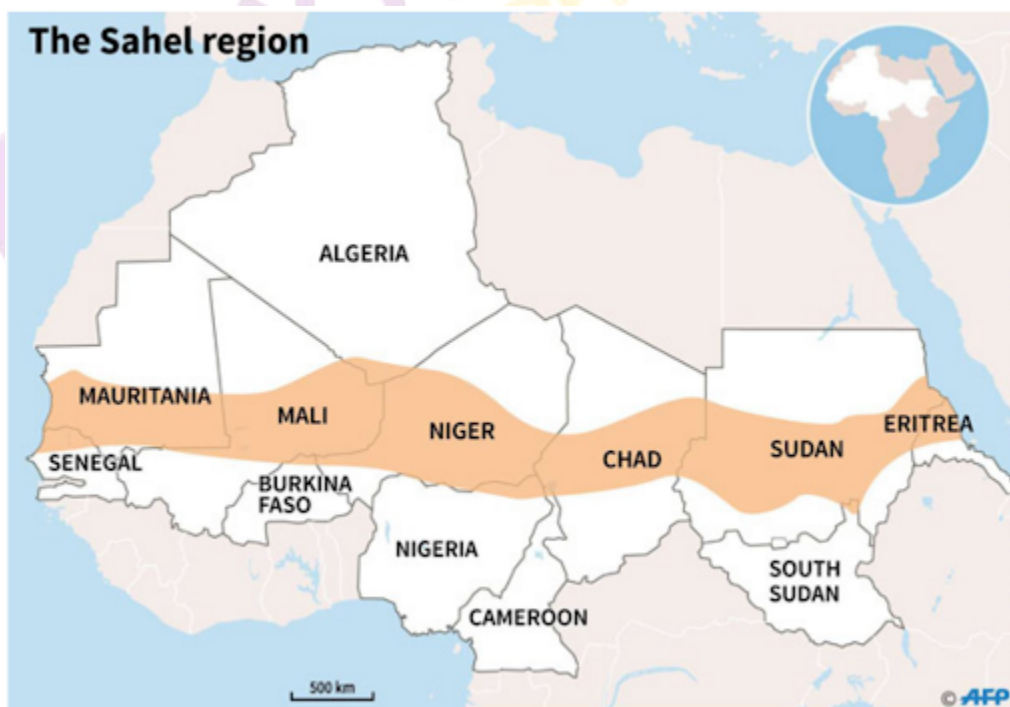 The Sahel region
ALGERIA
MAURITANIA
MALI
NIGER
CHAD
SUDAN
ERITREA
SENEGAL
BURKINA
FASO
NIGERIA
CAMEROON
SOUTH
SUDAN
500 km
© AFP